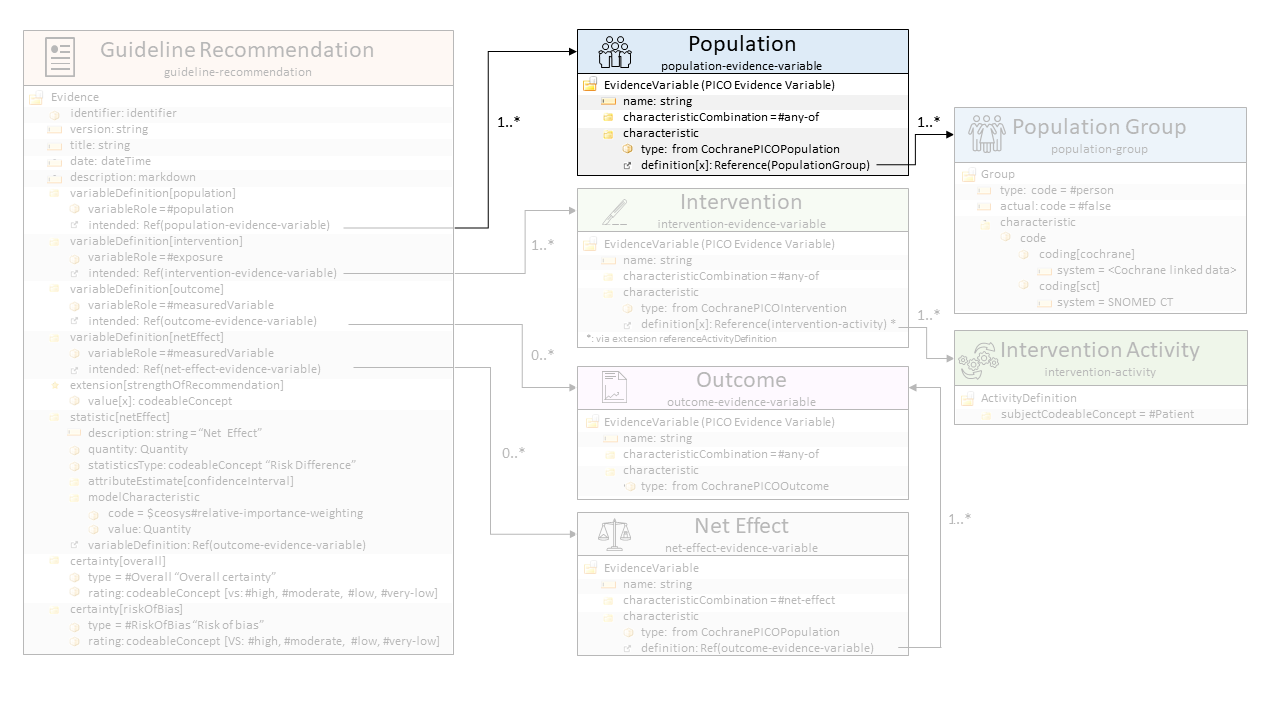 Guideline Recommendation
guideline-recommendation
Evidence
identifier: Identifier
version: string
title: string
date: dateTime
description: markdown
variableDefinition[population]
variableRole =#population
intended: Ref(population-evidence-variable)
variableDefinition[intervention]
variableRole =#exposure
intended: Ref(intervention-evidence-variable)
variableDefinition[outcome]
variableRole =#measuredVariable
intended: Ref(outcome-evidence-variable)
variableDefinition[netEffect]
variableRole =#measuredVariable
intended: Ref(net-effect-evidence-variable)
extension[strengthOfRecommendation]
value[x]: codeableConcept
statistic[netEffect]
description: string = “Net Effect”
quantity: Quantity
statisticsType: codeableConcept “Risk Difference”
attributeEstimate[confidenceInterval]
modelCharacteristic
code = $ceosys#relative-importance-weighting
value: Quantity
variableDefinition: Ref(outcome-evidence-variable)
certainty[overall]
type = #Overall “Overall certainty”
rating: codeableConcept [vs: #high, #moderate, #low, #very-low]
certainty[riskOfBias]
type = #RiskOfBias “Risk of bias”
rating: codeableConcept [VS: #high, #moderate, #low, #very-low]
1..*
1..*
0..*
0..*
Population
population-evidence-variable
EvidenceVariable (PICO Evidence Variable)
name: string
characteristicCombination =#any-of
characteristic
type: from CochranePICOPopulation
definition[x]: Reference(PopulationGroup)
Intervention
intervention-evidence-variable
EvidenceVariable (PICO Evidence Variable)
name: string
characteristicCombination =#any-of
characteristic
type: from CochranePICOIntervention
definition[x]: Reference(intervention-activity) *
*: via extension referenceActivityDefinition
Outcome
outcome-evidence-variable
EvidenceVariable (PICO Evidence Variable)
name: string
characteristicCombination =#any-of
characteristic
type: from CochranePICOOutcome
Net Effect
net-effect-evidence-variable
EvidenceVariable
name: string
characteristicCombination =#net-effect
characteristic
type: from CochranePICOPopulation
definition: Ref(outcome-evidence-variable)
1..*
1..*
1..*
Population Group
population-group
Group
type: code = #person
actual: code = #false
characteristic
code
coding[cochrane]
system = <Cochrane linked data>
coding[sct]
system = SNOMED CT
Intervention Activity
intervention-activity
ActivityDefinition
subjectCodeableConcept = #Patient